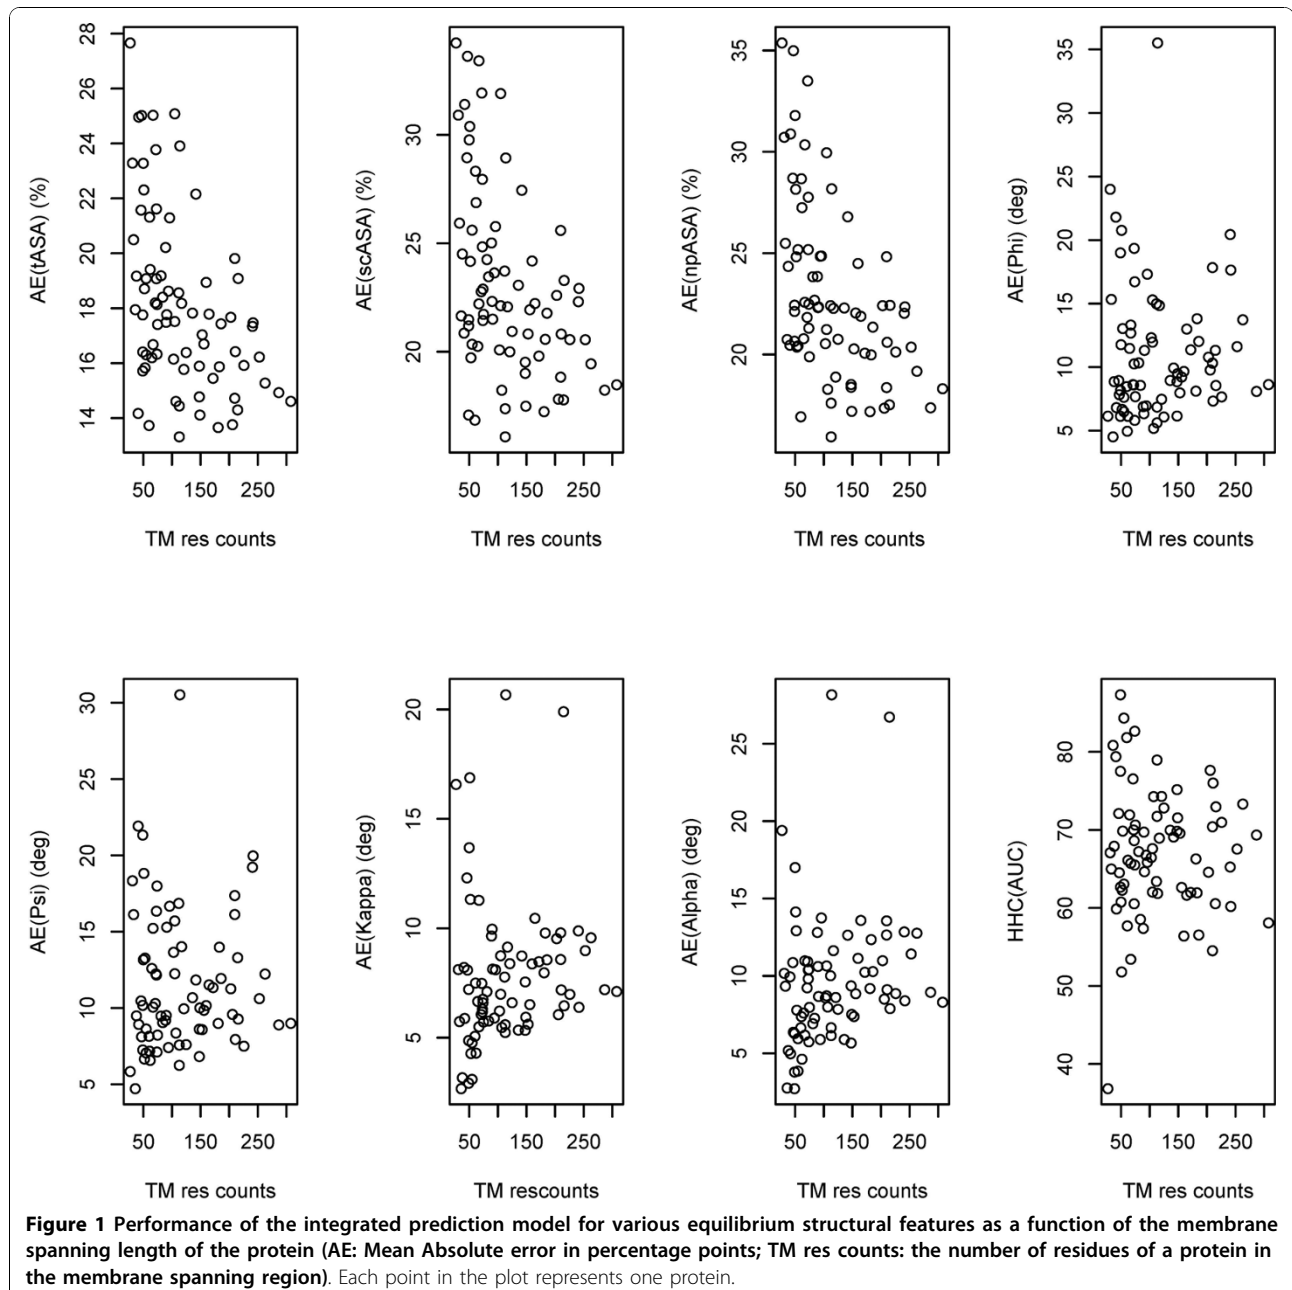 AE(tASA) (%)
28
26
24
22
20
18
16
14
50 150 250
TM res counts
AE(scASA) (%)
30
25
20
50 150 250
TM res counts
AE(npASA) (%)
35
30
25
20
50 150 250
TM res counts
AE(Phi) (deg)
35
30
25
20
15
10
5
50 150 250
TM res counts
AE(Psi) (deg)
30
25
20
15
10
5
50 150 250
TM res counts
AE(Kappa) (deg)
20
15
10
5
50 150 250
TM rescounts
AE(Alpha) (deg)
25
20
15
10
5
50 150 250
TM res counts
HHC(AUC)
80
70
60
50
40
50 150 250
TM res counts
Figure 1 Performance of the integrated prediction model for various equilibrium structural features as a function of the membrane
spanning length of the protein (AE: Mean Absolute error in percentage points; TM res counts: the number of residues of a protein in
the membrane spanning region). Each point in the plot represents one protein.